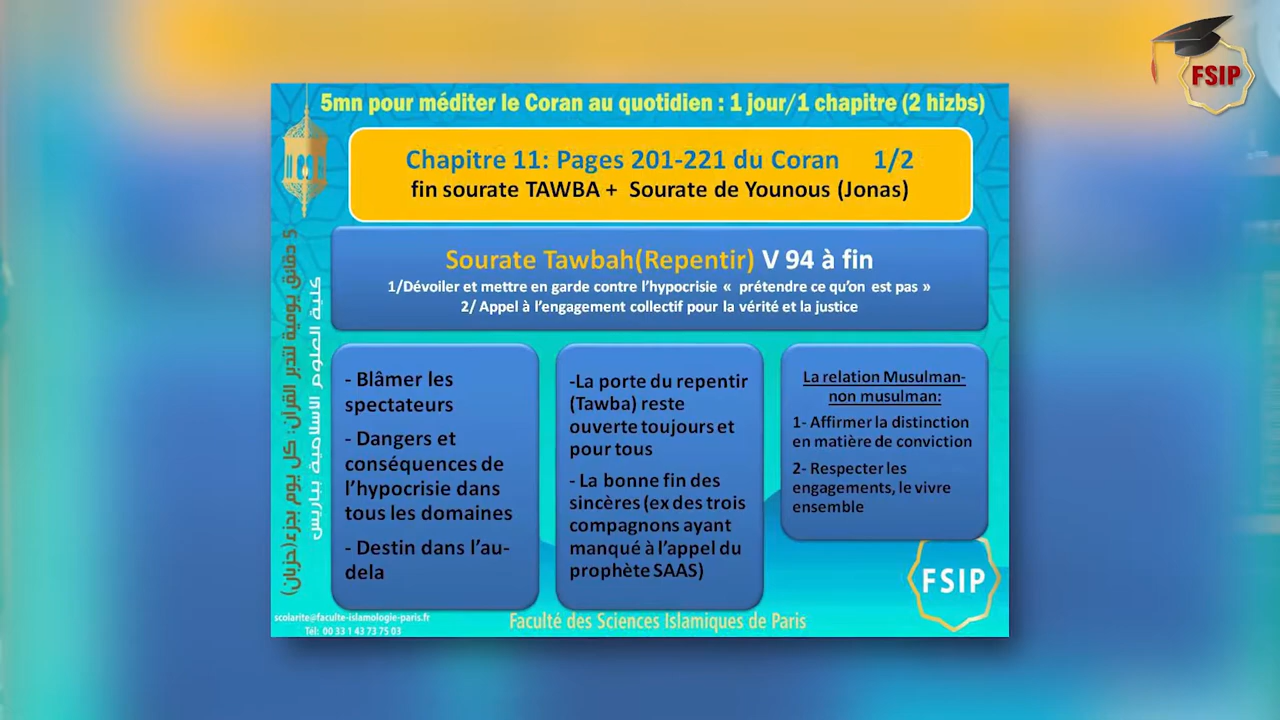 FSIP
5mn pour méditer le Coran au quotidien : 1 jour/1 chapitre (2 hizbs)
Chapitre 11: Pages 201-221 du Coran 1/2
fin sourate TAWBA + Sourate de Younous (Jonas)
Sourate Tawbah(Repentir) V 94 à fin
1/Dévoiler et mettre en garde contre l'hypocrisie « prétendre ce qu'on est pas »
2/ Appel à l'engagement collectif pour la vérité et la justice
5 دقائق يومية لتدبر القرآن: كل يوم بجزء(حزبان)
كلية العلوم الاسلامية بباريس
- Blâmer les
spectateurs
- Dangers et
conséquences de
l'hypocrisie dans
tous les domaines
- Destin dans l'au-
dela
-La porte du repentir
(Tawba) reste
ouverte toujours et
pour tous
- La bonne fin des
sincères (ex des trois
compagnons ayant
manqué à l'appel du
prophète SAAS)
La relation Musulman-
non musulman:
1- Affirmer la distinction
en matière de conviction
2- Respecter les
engagements, le vivre
ensemble
FSIP
scolarite@faculte-islamologie-paris.fr
Tél: 00 33 1 43 73 75 03
Faculté des Sciences Islamiques de Paris